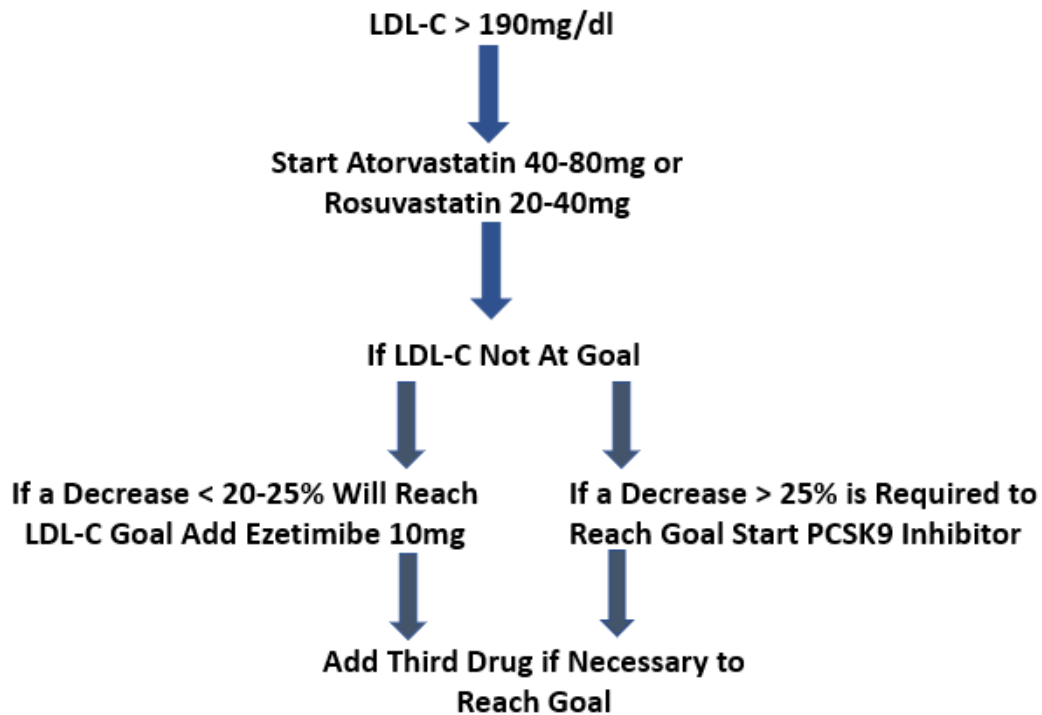 LDL-C > 190mg/dl
Start Atorvastatin 40-80mg or
Rosuvastatin 20-40mg
If LDL-C Not At Goal
If a Decrease < 20-25% Will Reach
LDL-C Goal Add Ezetimibe 10mg
If a Decrease > 25% is Required to
Reach Goal Start PCSK9 Inhibitor
Add Third Drug if Necessary to
Reach Goal